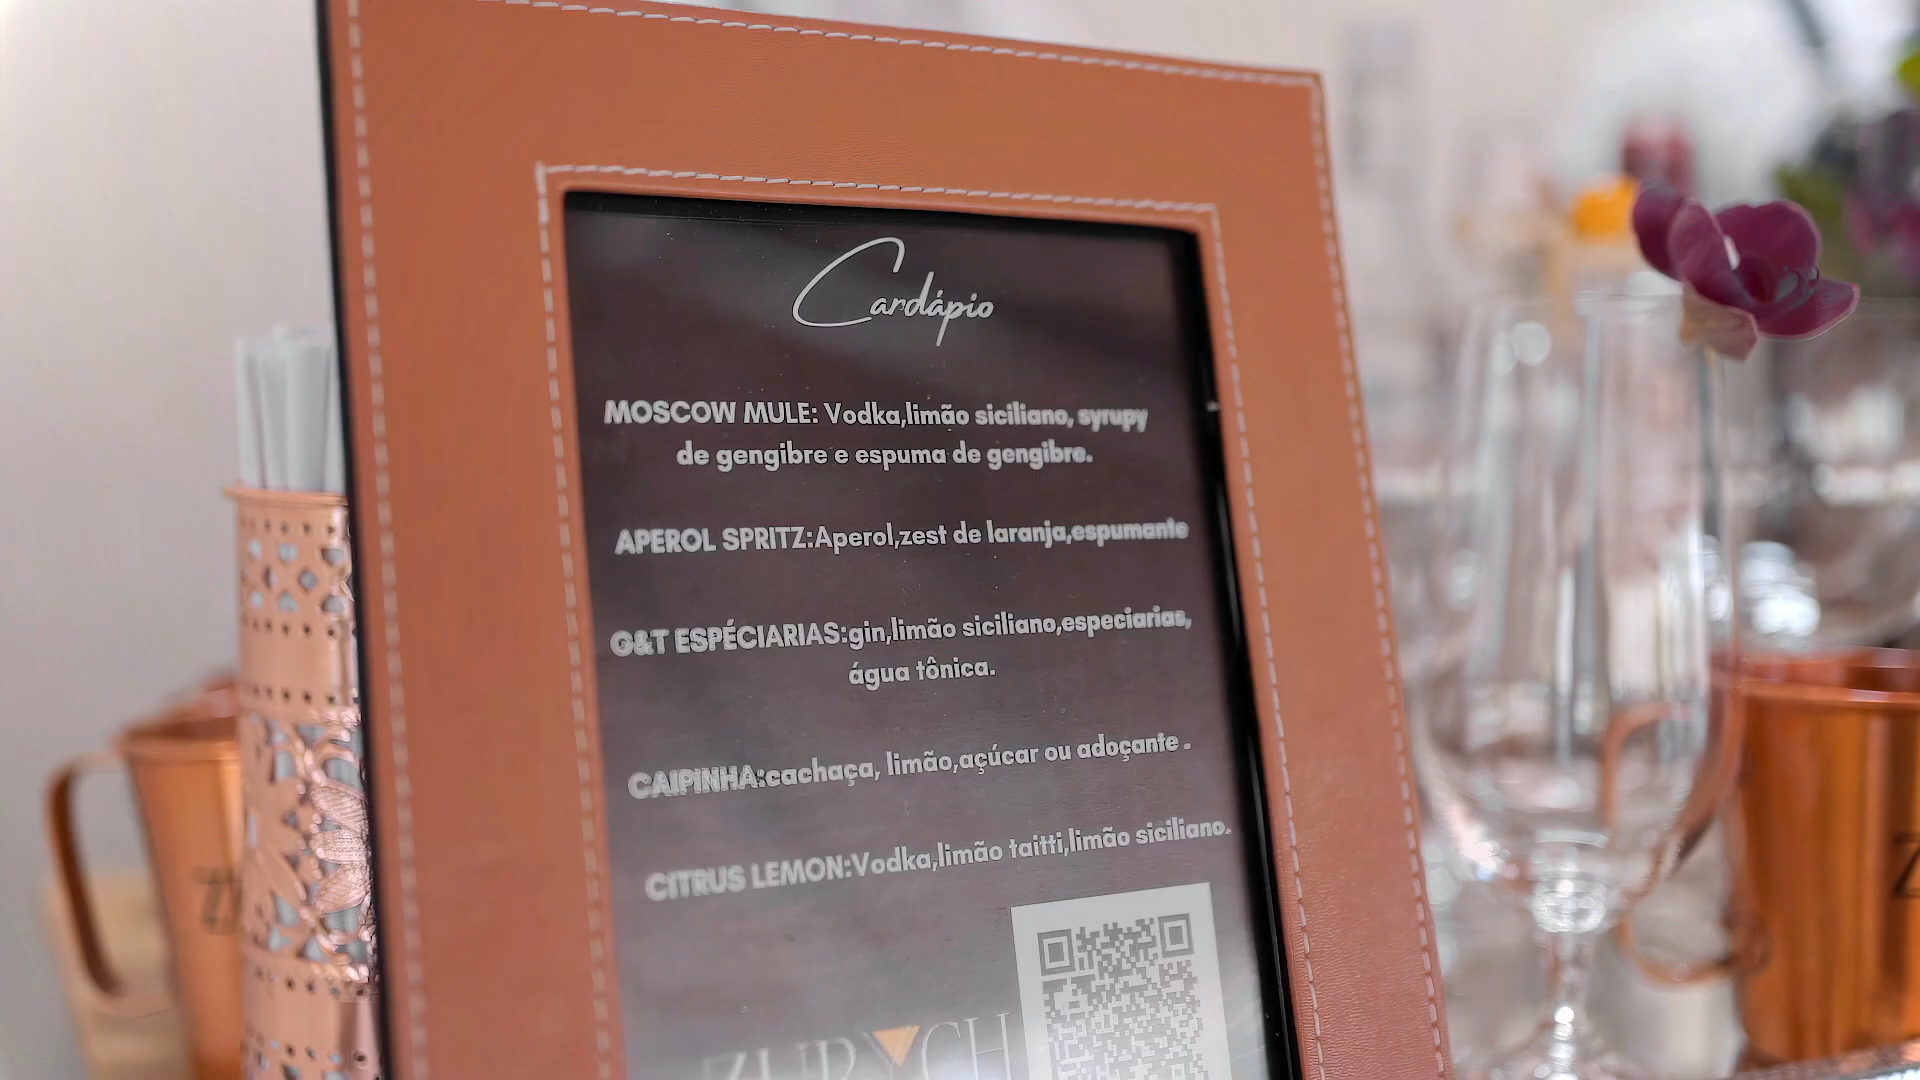 Cardápio
MOSCOW MULE: Vodka,limão siciliano, syrupy
de gengibre e espuma de gengibre.
APEROL SPRITZ:Aperol,zest de laranja,espumante
G&T ESPÉCIARIAS:gin,limão siciliano,especiarias,
água tônica.
CAIPINHA:cachaça, limão,açúcar ou adoçante .
CITRUS LEMON:Vodka,limão taitti,limão siciliano.
ZURYCH